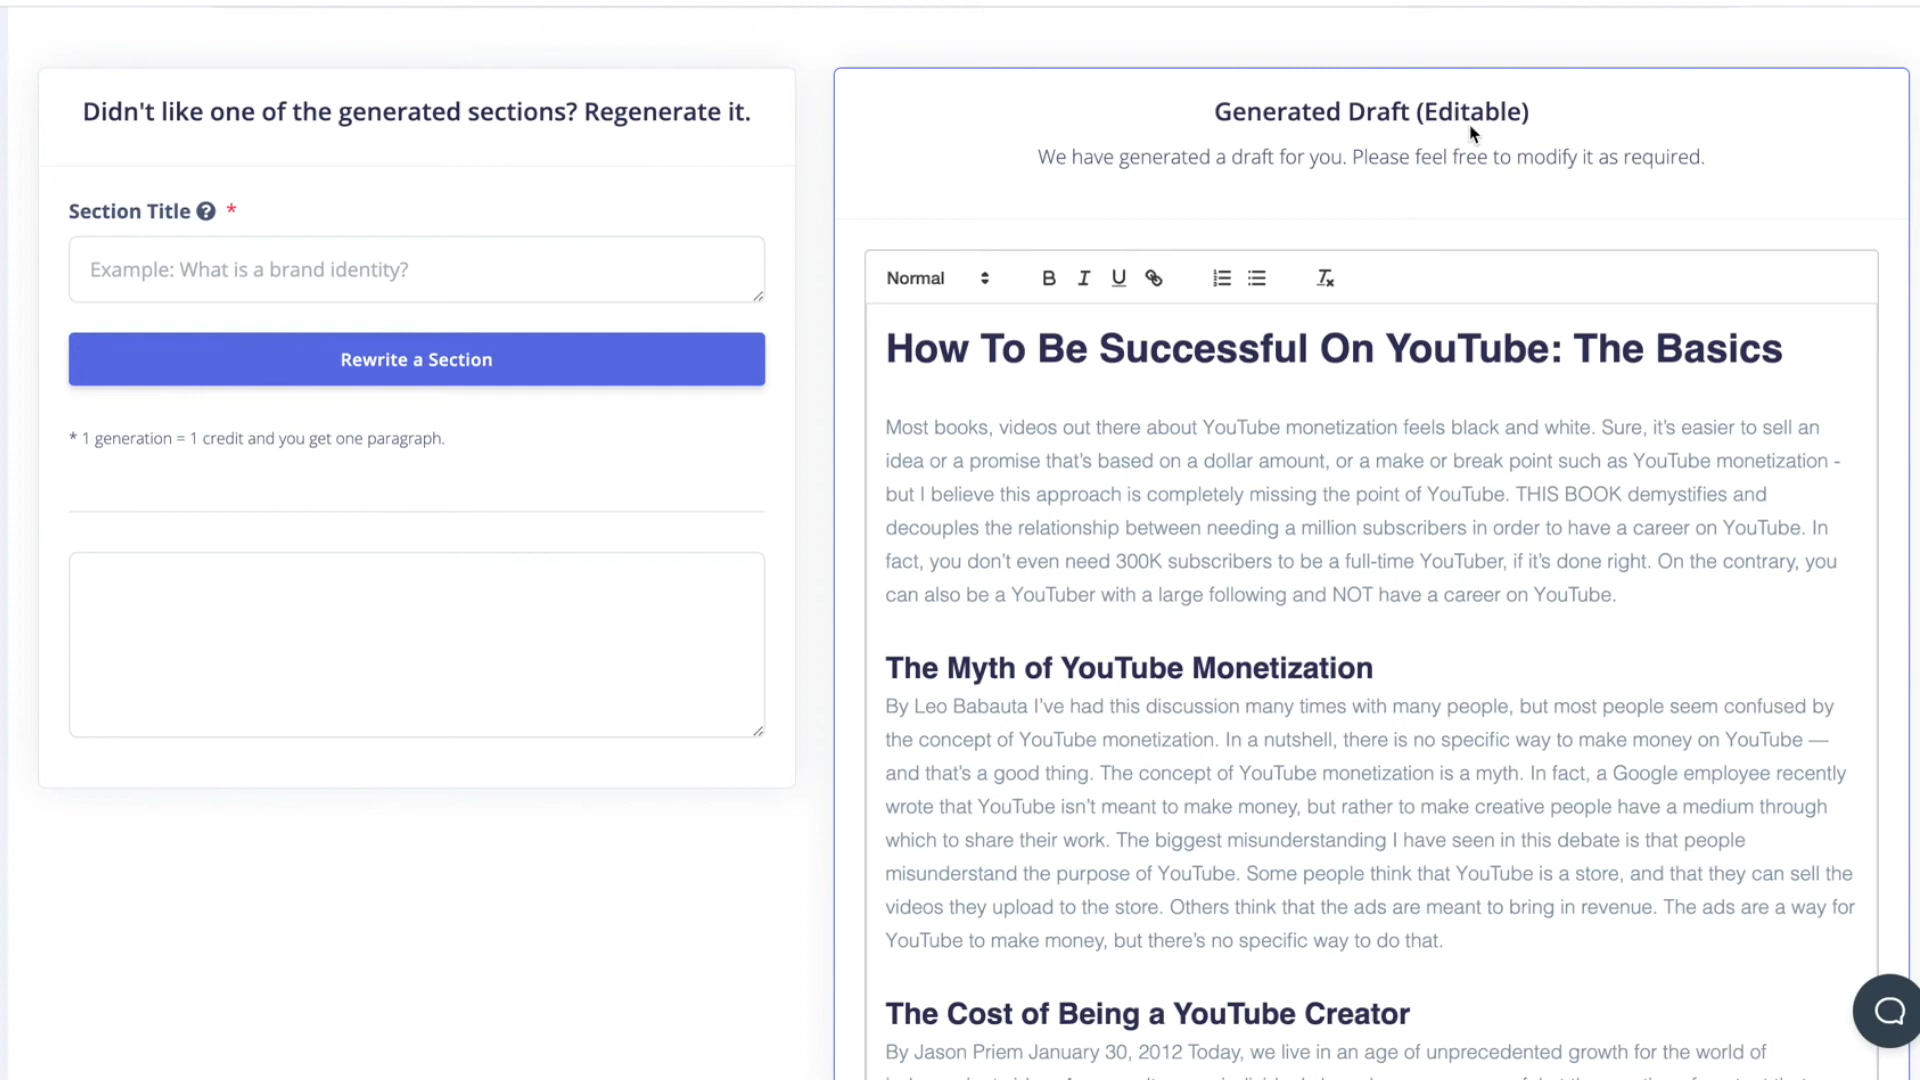 Didn't like one of the generated sections? Regenerate it.
Section Title ? *
Example: What is a brand identity?
Rewrite a Section
* 1 generation = 1 credit and you get one paragraph.
Generated Draft (Editable)
We have generated a draft for you. Please feel free to modify it as required.
Normal B I U
How To Be Successful On YouTube: The Basics
Most books, videos out there about YouTube monetization feels black and white. Sure, it's easier to sell an
idea or a promise that's based on a dollar amount, or a make or break point such as YouTube monetization -
but I believe this approach is completely missing the point of YouTube. THIS BOOK demystifies and
decouples the relationship between needing a million subscribers in order to have a career on YouTube. In
fact, you don't even need 300K subscribers to be a full-time YouTuber, if it's done right. On the contrary, you
can also be a YouTuber with a large following and NOT have a career on YouTube.
The Myth of YouTube Monetization
By Leo Babauta I've had this discussion many times with many people, but most people seem confused by
the concept of YouTube monetization. In a nutshell, there is no specific way to make money on YouTube —
and that's a good thing. The concept of YouTube monetization is a myth. In fact, a Google employee recently
wrote that YouTube isn't meant to make money, but rather to make creative people have a medium through
which to share their work. The biggest misunderstanding I have seen in this debate is that people
misunderstand the purpose of YouTube. Some people think that YouTube is a store, and that they can sell the
videos they upload to the store. Others think that the ads are meant to bring in revenue. The ads are a way for
YouTube to make money, but there's no specific way to do that.
The Cost of Being a YouTube Creator
By Jason Priem January 30, 2012 Today, we live in an age of unprecedented growth for the world of